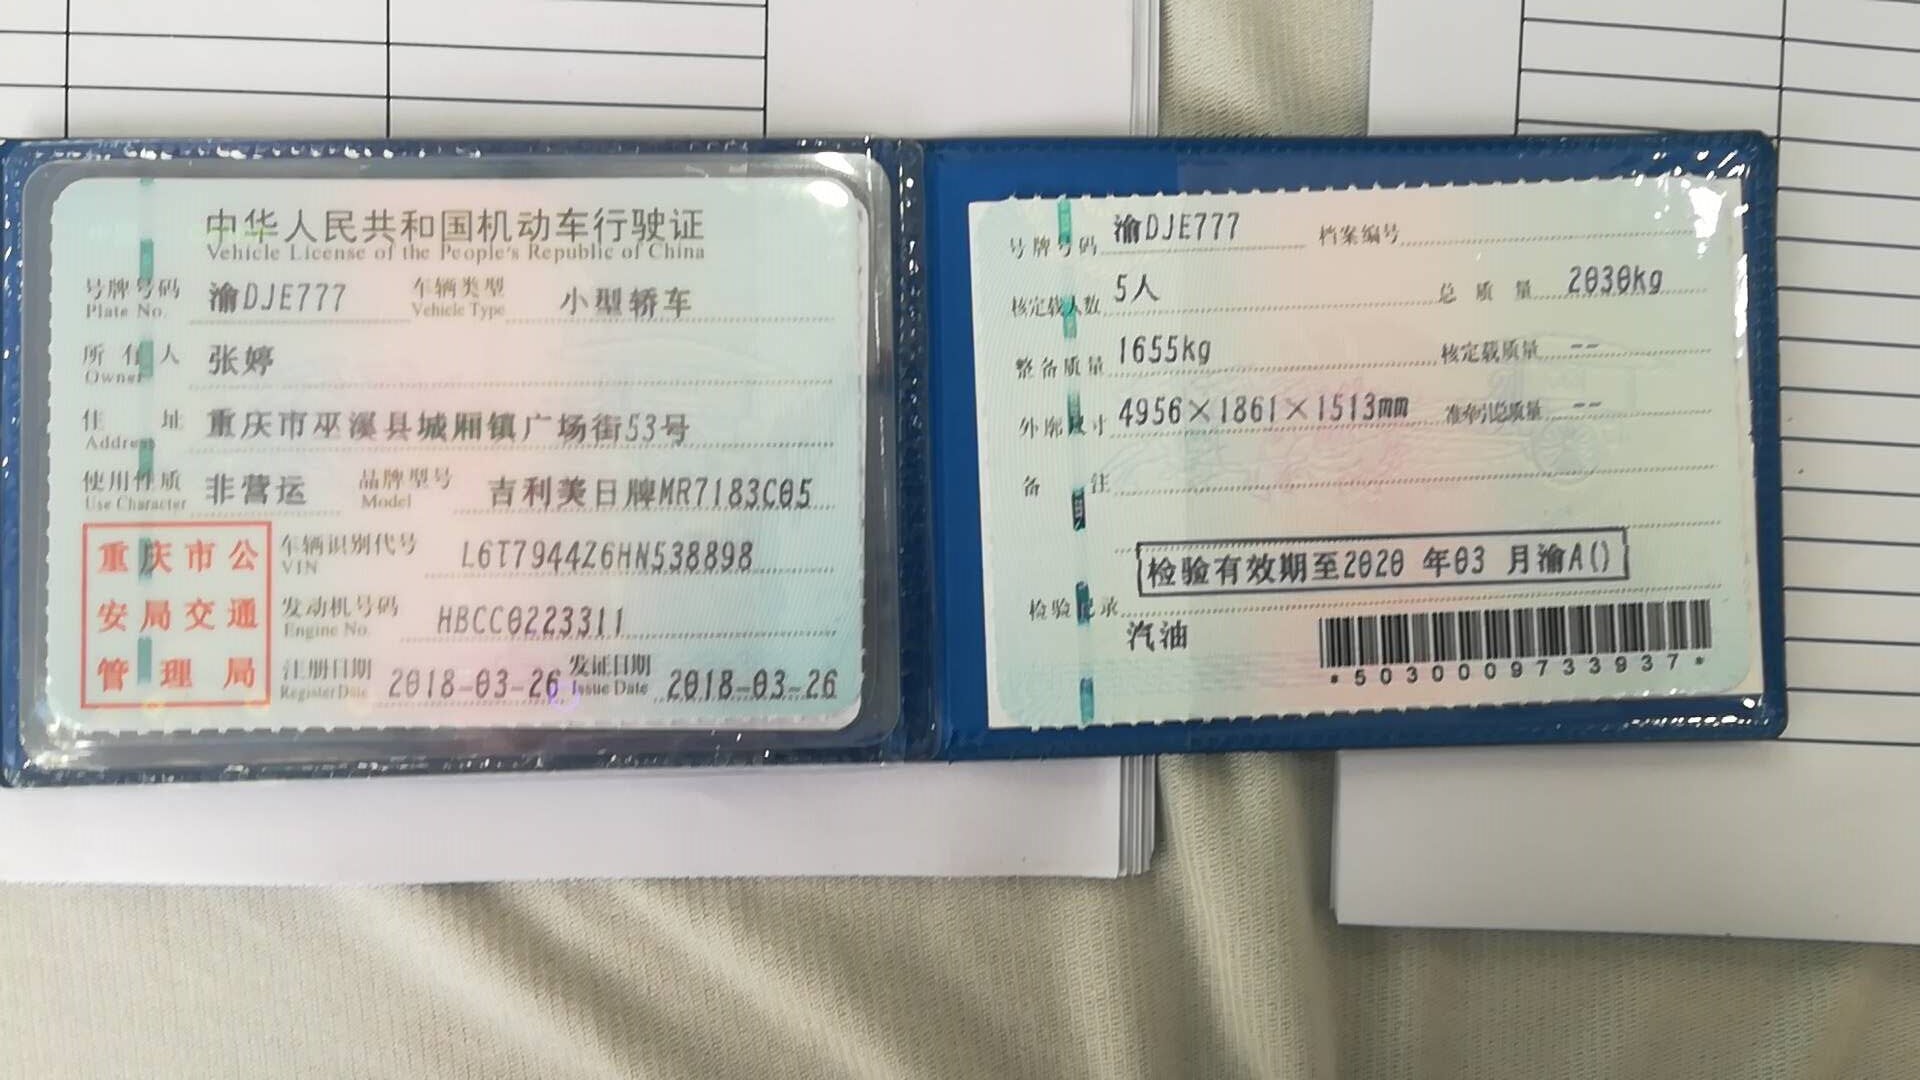 中华人民共和国机动车行驶证
Vehicle License of the People's Republic of China
号牌号码 渝DJE777 车辆类型 小型轿车
Plate No. Vehicle Type
所有人 张婷
Owner
住址 重庆市巫溪县城厢镇广场街53号
Address
使用性质 非营运 品牌型号 吉利美日牌MR7183C05
Use Character Model
重庆市公
安局交通
管理局
车辆识别代号 L6T7944Z6HN538898
VIN
发动机号码 HBCC0223311
Engine No.
注册日期 2018-03-26 发证日期 2018-03-26
Register Date Issue Date
号牌号码 渝DJE777 档案编号
核定载人数 5人 总质量 2030kg
整备质量 1655kg 核定载质量 --
外廓尺寸 4956×1861×1513mm 准牵引总质量 --
备注
检验有效期至2020 年03 月渝A()
检验记录
汽油
*5030009733937*